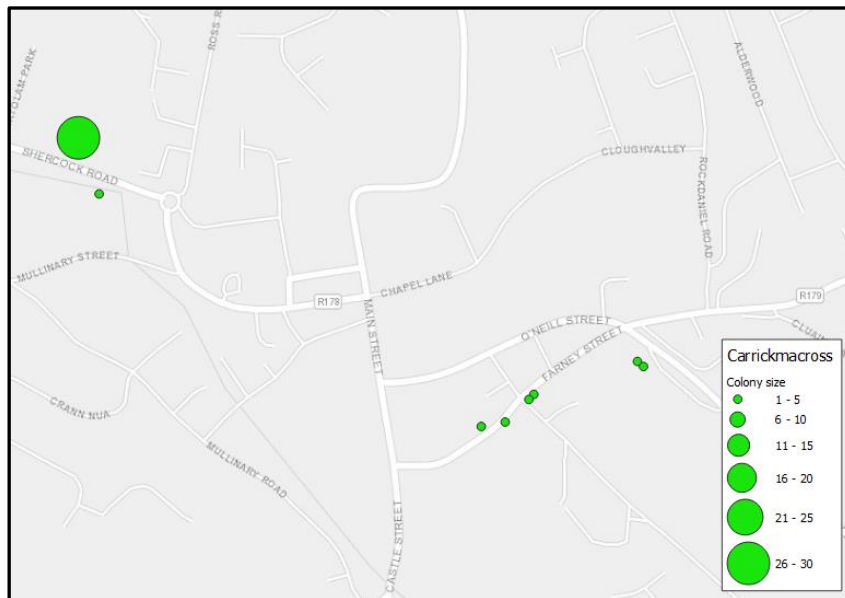 ROSS R
ALDERWOOD
SHERCOCK ROAD
CLOUGHVALLEY
ROCKDANIEL ROAD
MULLINARY STREET
CHAPEL LANE
R178
R179
MAIN STREET
O'NEILL STREET
FARNEY STREET
CLUAIN
CRANN NUA
MULLINARY ROAD
CASTLE STREET
Carrickmacross
Colony size
1 - 5
6 - 10
11 - 15
16 - 20
21 - 25
26 - 30